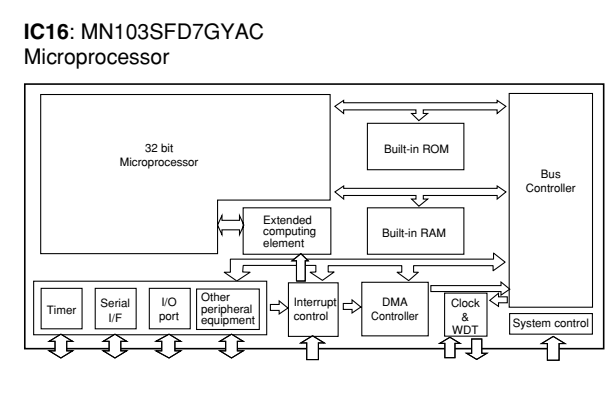 IC16: MN103SFD7GYAC
Microprocessor
32 bit
Microprocessor
Built-in ROM
Bus
Controller
Extended
computing
element
Built-in RAM
Timer
Serial
I/F
I/O
port
Other
peripheral
equipment
Interrupt
control
DMA
Controller
Clock
&
WDT
System control